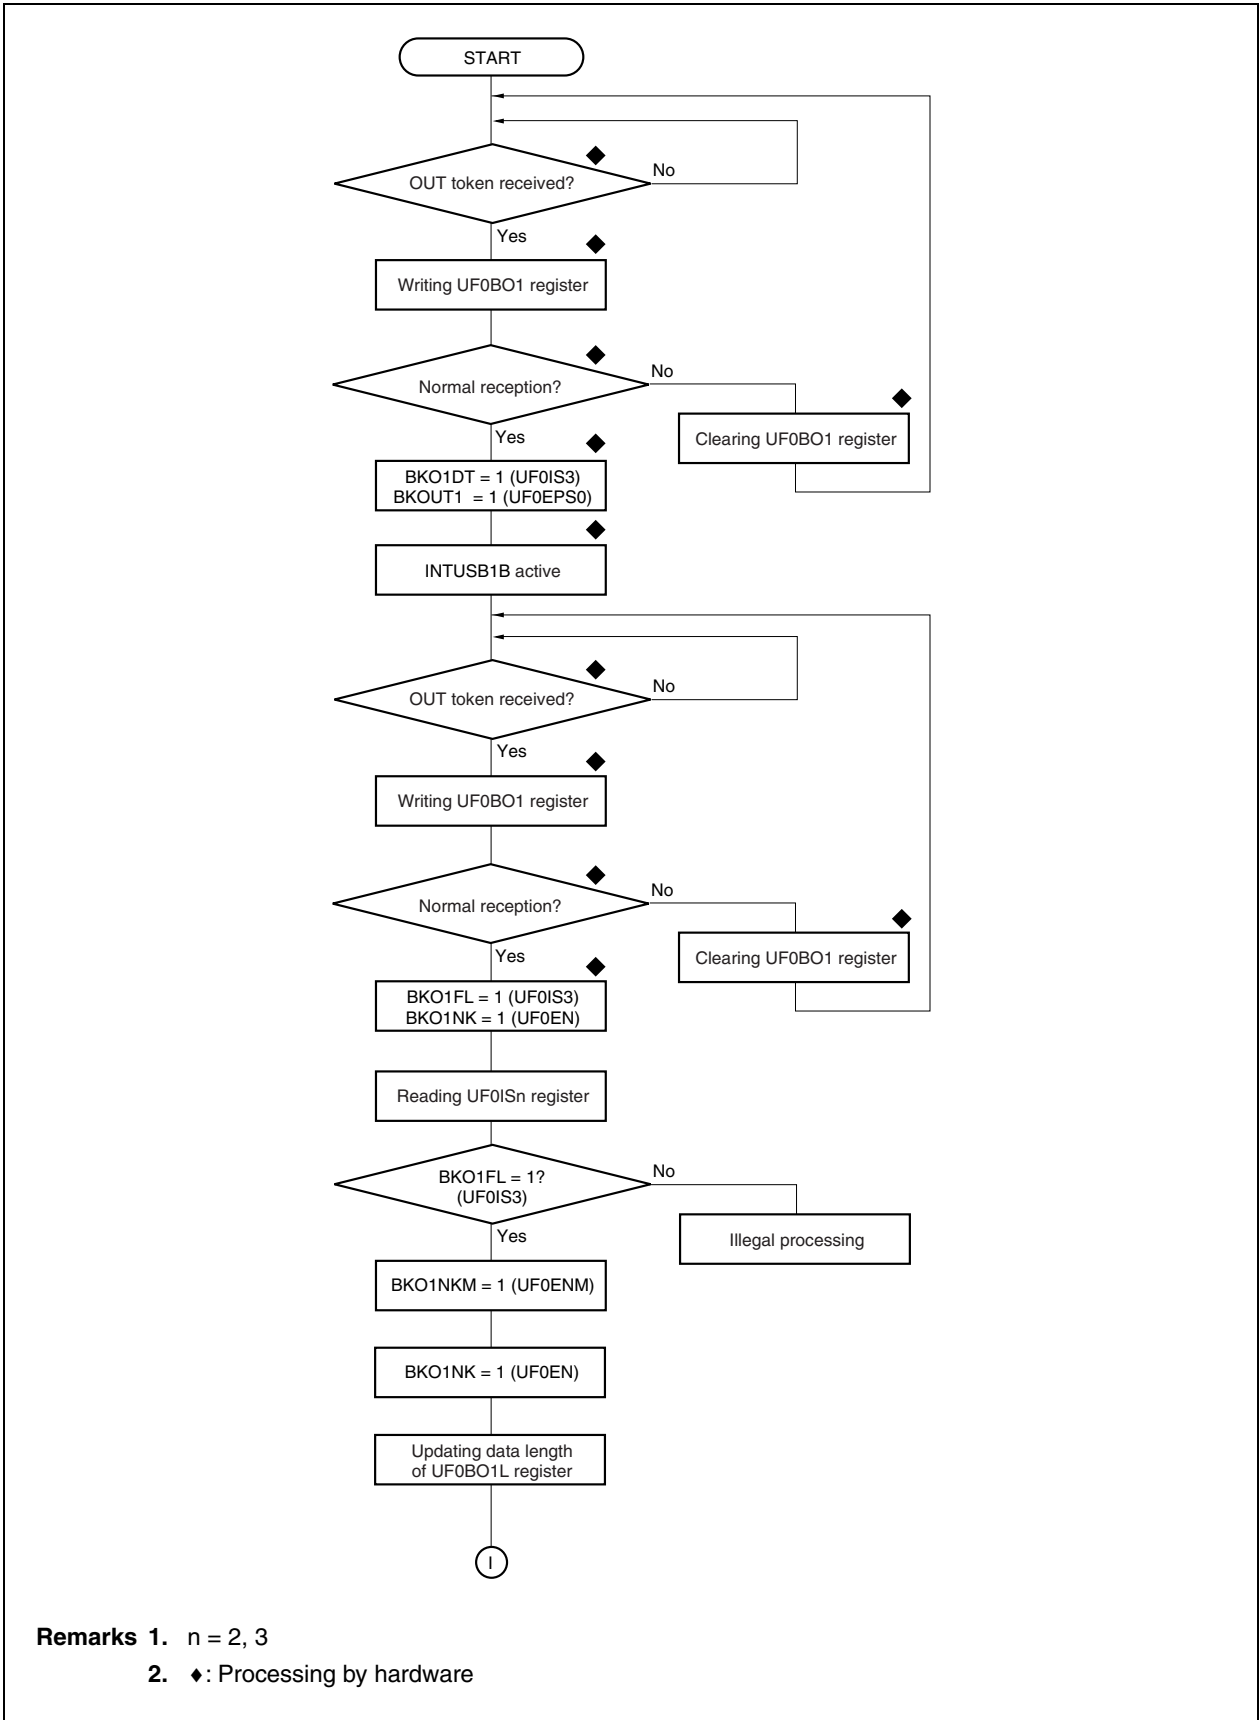 START
OUT token received?
No
Yes
Writing UF0BO1 register
Normal reception?
No
Clearing UF0BO1 register
Yes
BKO1DT = 1 (UF0IS3)
BKOUT1 = 1 (UF0EPS0)
INTUSB1B active
OUT token received?
No
Yes
Writing UF0BO1 register
Normal reception?
No
Clearing UF0BO1 register
Yes
BKO1FL = 1 (UF0IS3)
BKO1NK = 1 (UF0EN)
Reading UF0ISn register
BKO1FL = 1?
(UF0IS3)
No
Illegal processing
Yes
BKO1NKM = 1 (UF0ENM)
BKO1NK = 1 (UF0EN)
Updating data length
of UF0BO1L register
I
Remarks 1. n = 2, 3
2. ♦: Processing by hardware